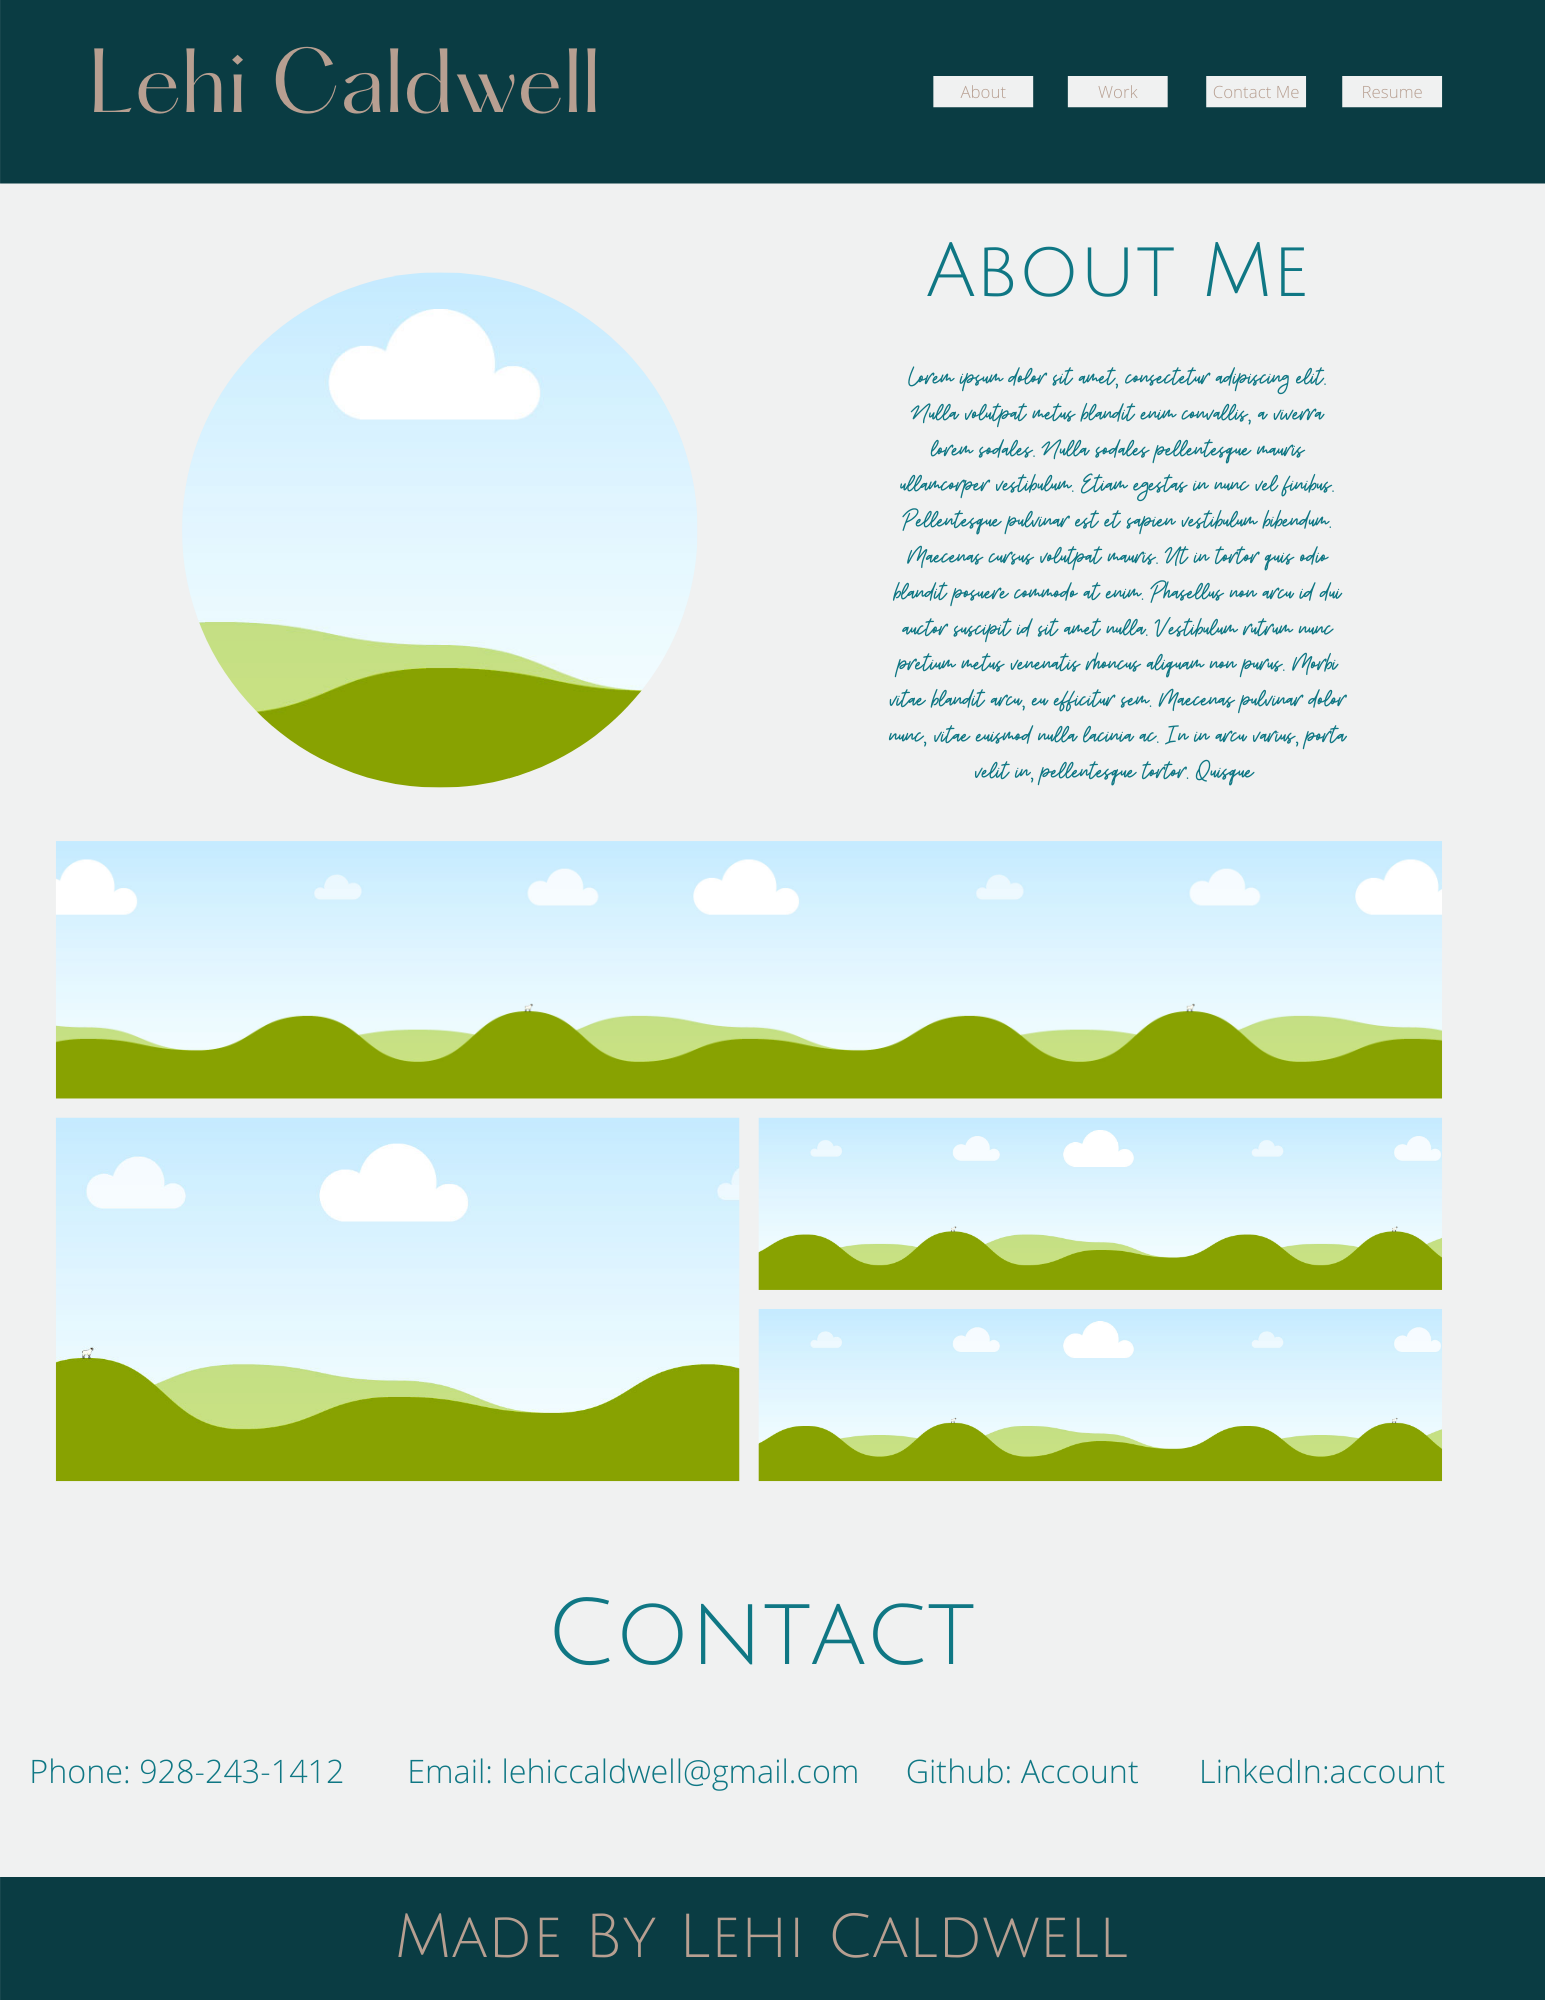 Lehi Caldwell
About
Work
Contact Me
Resume
About Me
Lorem ipsum dolor sit amet, consectetur adipiscing elit.
Nulla volutpat metus blandit enim convallis, a viverra
lorem sodales. Nulla sodales pellentesque mauris
ullamcorper vestibulum. Etiam egestas in nunc vel finibus.
Pellentesque pulvinar est et sapien vestibulum bibendum.
Maecenas cursus volutpat mauris. Ut in tortor quis odio
blandit posuere commodo at enim. Phasellus non arcu id dui
auctor suscipit id sit amet nulla. Vestibulum rutrum nunc
pretium metus venenatis rhoncus aliquam non purus. Morbi
vitae blandit arcu, eu efficitur sem. Maecenas pulvinar dolor
nunc, vitae euismod nulla lacinia ac. In in arcu varius, porta
velit in, pellentesque tortor. Quisque
Contact
Phone: 928-243-1412
Email: lehiccaldwell@gmail.com
Github: Account
LinkedIn:account
Made By Lehi Caldwell